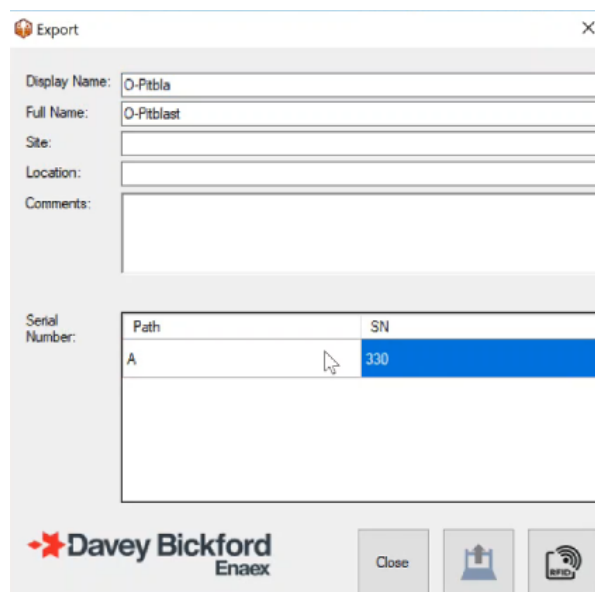 Export
Display Name: O-Pitbla
Full Name: O-Pitblast
Site:
Location:
Comments:
Serial
Number:
Path SN
A 330
Davey Bickford
Enaex
Close
RFID